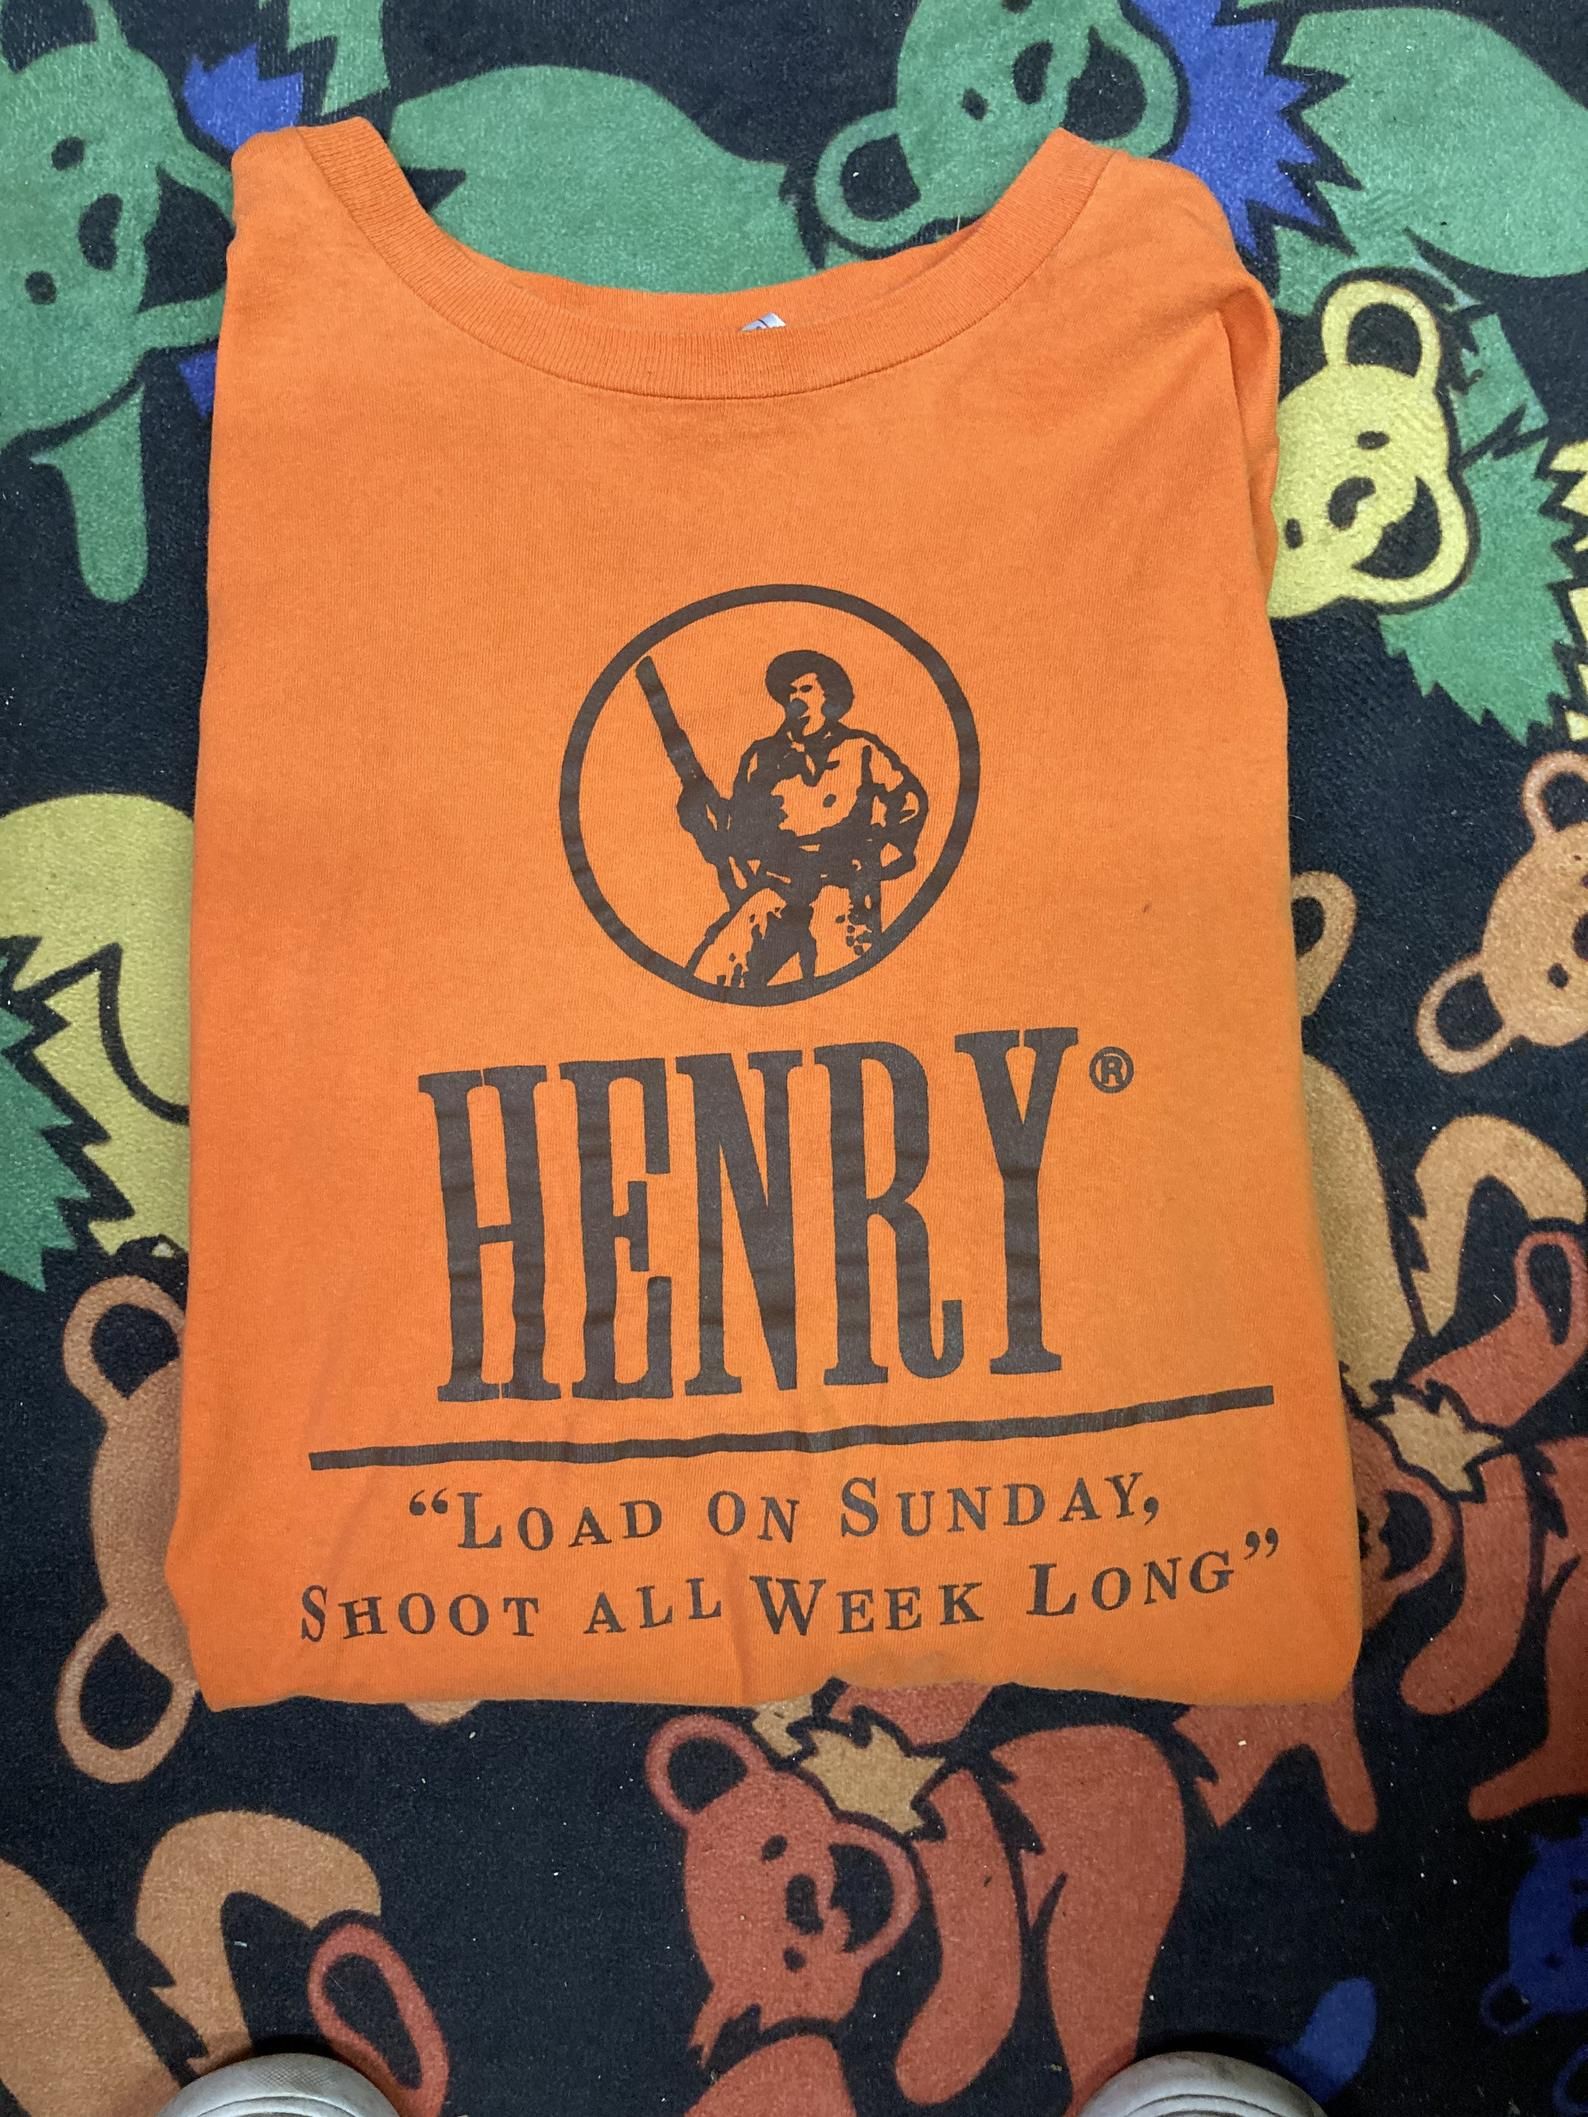 HENRY®
“LOAD ON SUNDAY,
SHOOT ALL WEEK LONG”